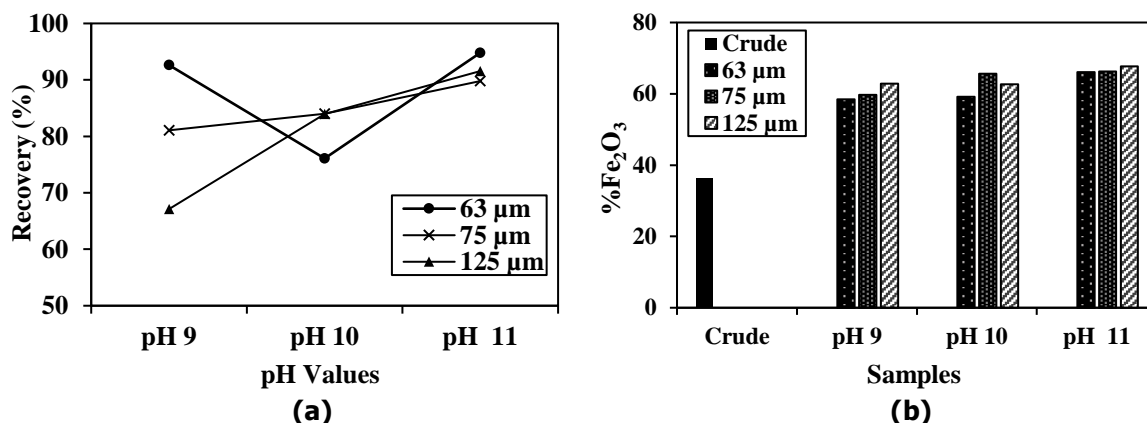 100
90
80
70
60
50
Recovery (%)
63 µm
75 µm
125 µm
pH 9
pH 10
pH 11
pH Values
(a)
80
60
40
20
0
%Fe₂O₃
Crude
63 µm
75 µm
125 µm
Crude
pH 9
pH 10
pH 11
Samples
(b)